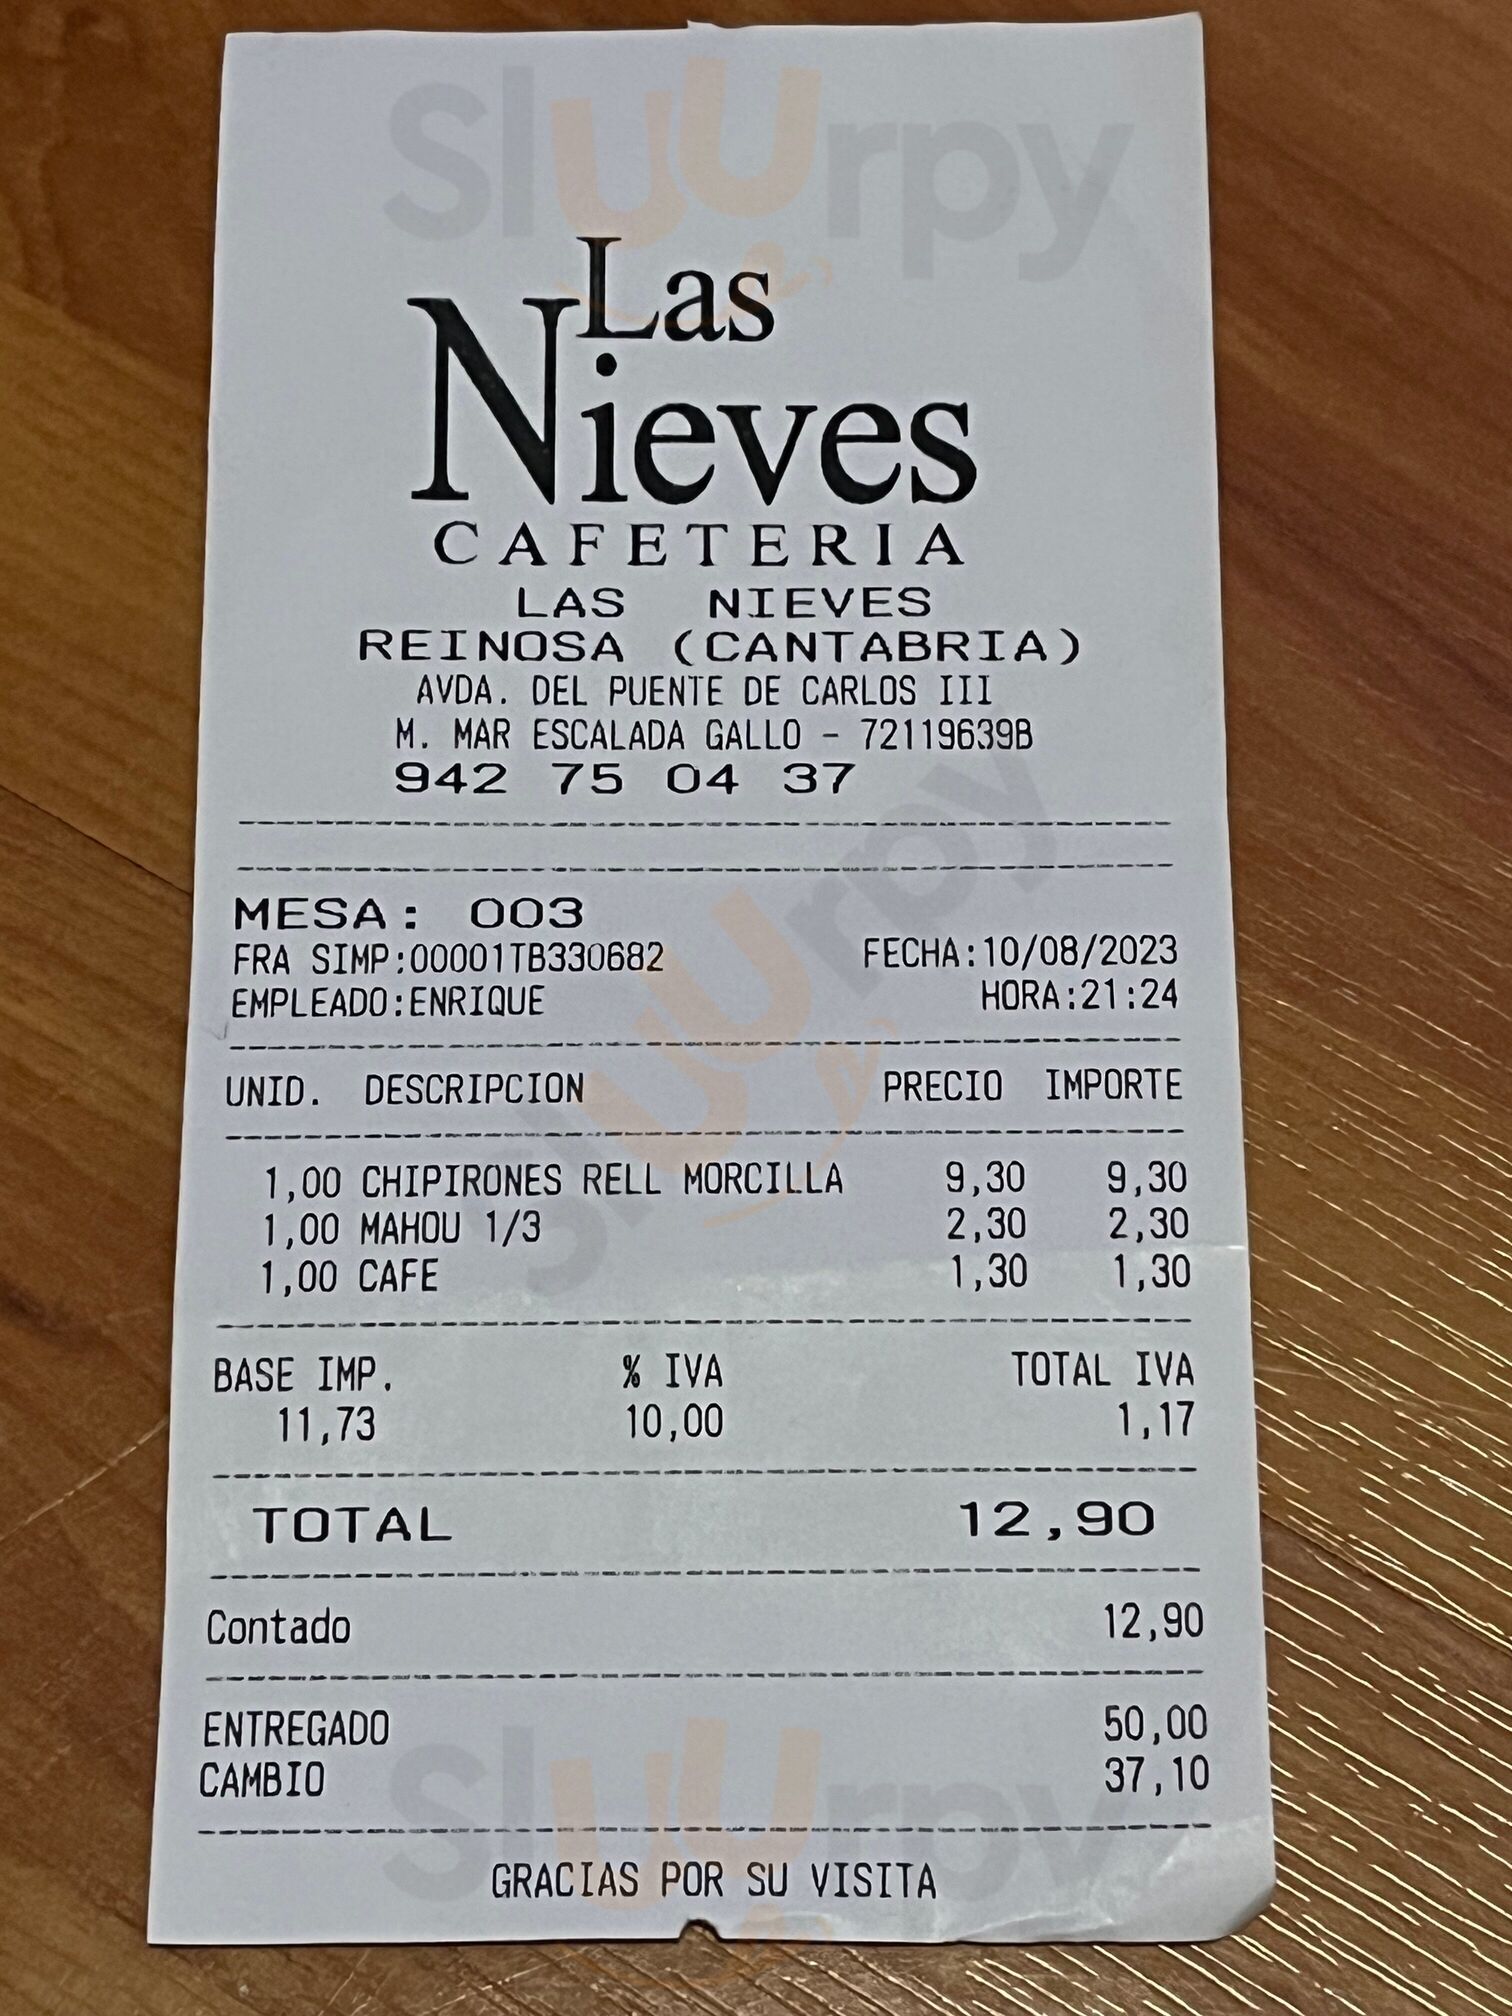 Sluurpy
Las
Nieves
CAFETERIA
LAS NIEVES
REINOSA (CANTABRIA)
AVDA. DEL PUENTE DE CARLOS III
M. MAR ESCALADA GALLO - 72119639B
942 75 04 37
Sluurpy
MESA: 003
FRA SIMP:00001TB330682 FECHA:10/08/2023
EMPLEADO:ENRIQUE HORA:21:24
UNID. DESCRIPCION PRECIO IMPORTE
1,00 CHIPIRONES RELL MORCILLA 9,30 9,30
1,00 MAHOU 1/3 2,30 2,30
1,00 CAFE 1,30 1,30
BASE IMP. % IVA TOTAL IVA
11,73 10,00 1,17
TOTAL 12,90
Contado 12,90
ENTREGADO 50,00
CAMBIO 37,10
Sluurpy
GRACIAS POR SU VISITA